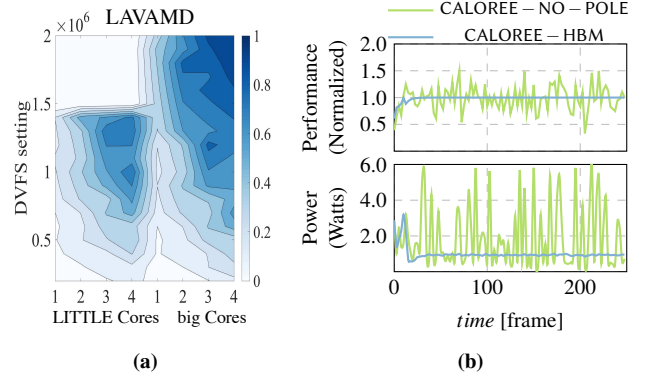 LAVAMD
2 ×10⁶
1.5
1
0.5
DVFS setting
1 2 3 4 1 2 3 4
LITTLE Cores big Cores
1
0.8
0.6
0.4
0.2
0
(a)
CALOREE – NO – POLE
CALOREE – HBM
2.0
1.5
1.0
0.5
Performance
(Normalized)
6.0
4.0
2.0
Power
(Watts)
0 100 200
time [frame]
(b)